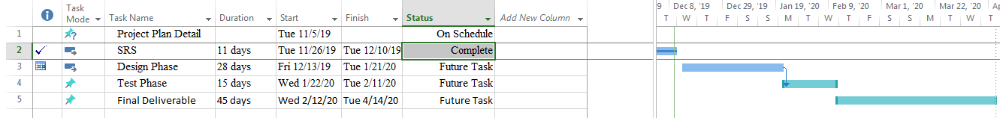 Task Mode Task Name Duration Start Finish Status Add New Column
1 Project Plan Detail Tue 11/5/19 On Schedule
2 SRS 11 days Tue 11/26/19 Tue 12/10/19 Complete
3 Design Phase 28 days Fri 12/13/19 Tue 1/21/20 Future Task
4 Test Phase 15 days Wed 1/22/20 Tue 2/11/20 Future Task
5 Final Deliverable 45 days Wed 2/12/20 Tue 4/14/20 Future Task
9 Dec 8, '19 Dec 29, '19 Jan 19, '20 Feb 9, '20 Mar 1, '20 Mar 22, '20 Ap
T W T F S S M T W T F S S M T